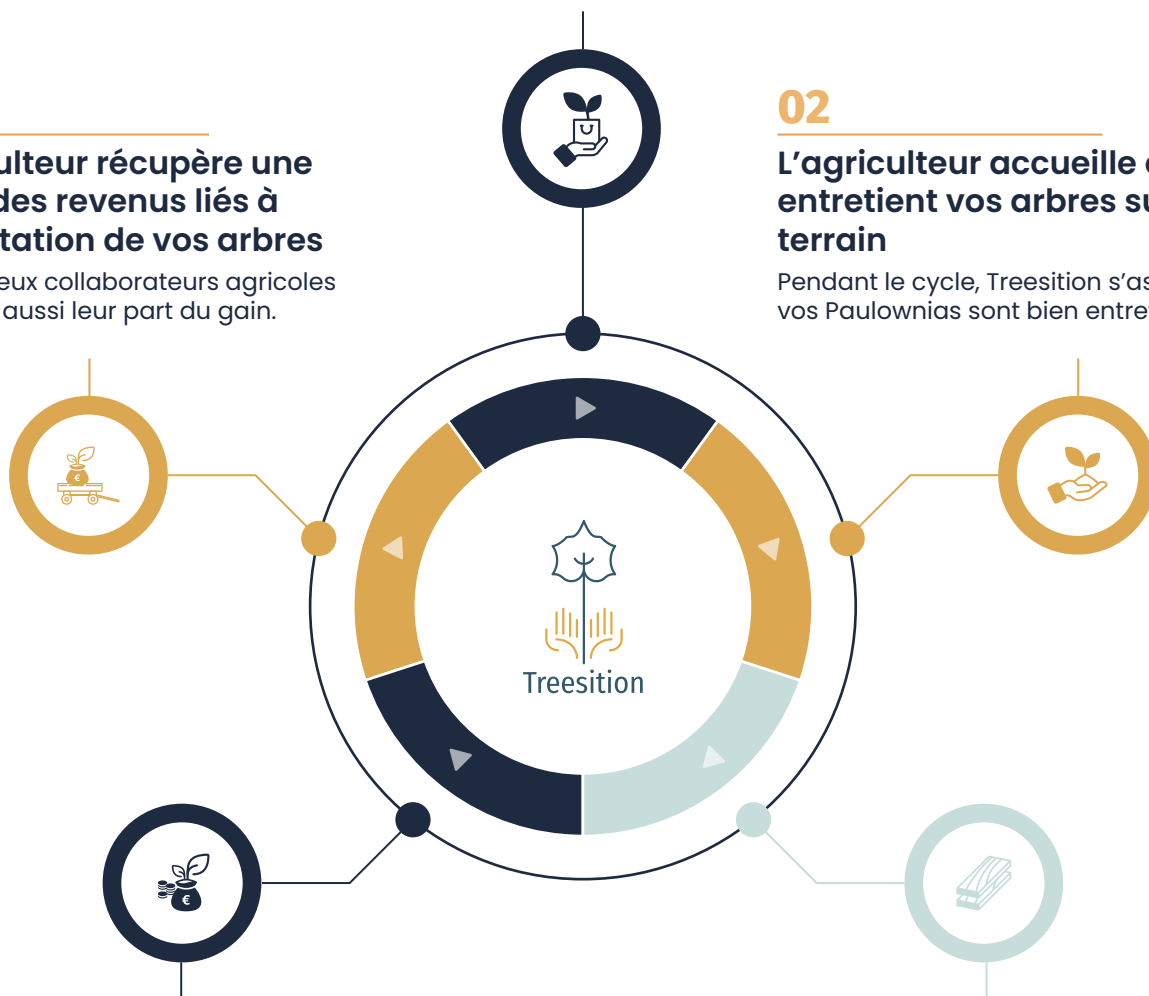 ulteur récupère une
des revenus liés à
tation de vos arbres
eux collaborateurs agricoles
aussi leur part du gain.
02
L’agriculteur accueille
entretient vos arbres su
terrain
Pendant le cycle, Treesition s’as
vos Paulownias sont bien entre
€
Treesition
€